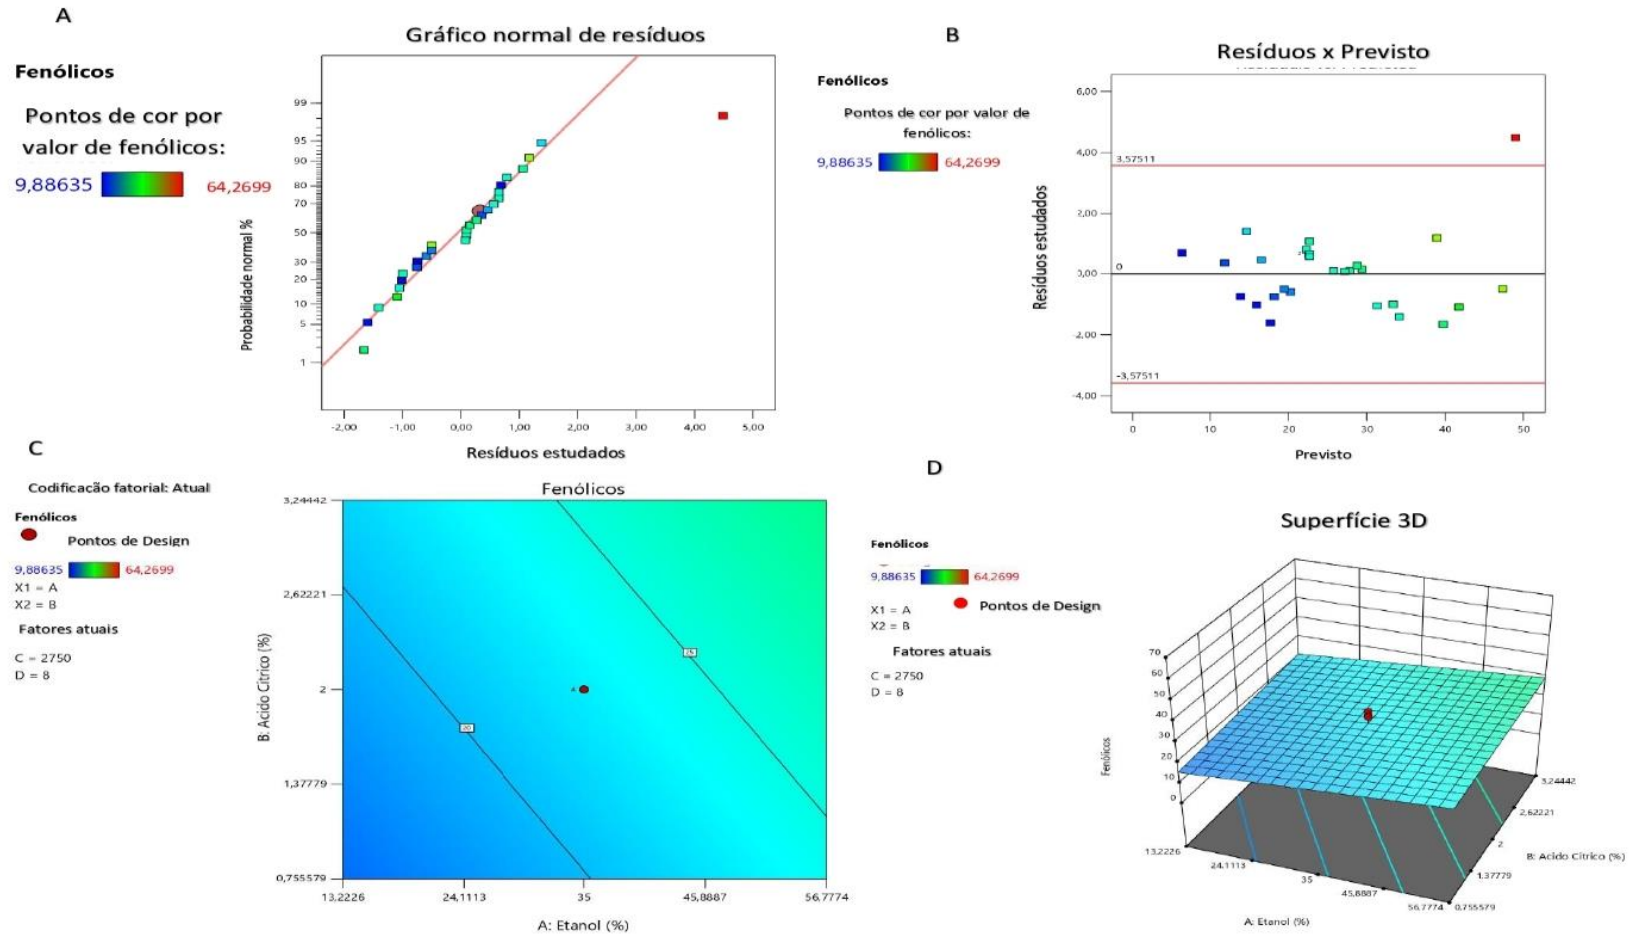 A
Gráfico normal de resíduos
Fenólicos
Pontos de cor por
valor de fenólicos:
9,88635
64,2699
Probabilidade normal %
99
95
90
80
70
50
30
20
10
5
1
-2,00
-1,00
0,00
1,00
2,00
3,00
4,00
5,00
Resíduos estudados
B
Resíduos x Previsto
Fenólicos
Pontos de cor por valor de
fenólicos:
9,88635
64,2699
Resíduos estudados
6,00
4,00
2,00
0,00
-2,00
-4,00
3,57511
0
-3,57511
0
10
20
30
40
50
Previsto
C
Codificação fatorial: Atual
Fenólicos
Pontos de Design
9,88635
64,2699
X1 = A
X2 = B
Fatores atuais
C = 2750
D = 8
Fenólicos
B: Acido Cítrico (%)
3,24442
2,62221
2
1,37779
0,755579
20
25
4
13,2226
24,1113
35
45,8887
56,7774
A: Etanol (%)
D
Superfície 3D
Fenólicos
9,88635
64,2699
Pontos de Design
X1 = A
X2 = B
Fatores atuais
C = 2750
D = 8
Fenólicos
70
60
50
40
30
20
10
0
13,2226
24,1113
35
45,8887
56,7774
A: Etanol (%)
3,24442
2,62221
2
1,37779
0,755579
B: Acido Cítrico (%)